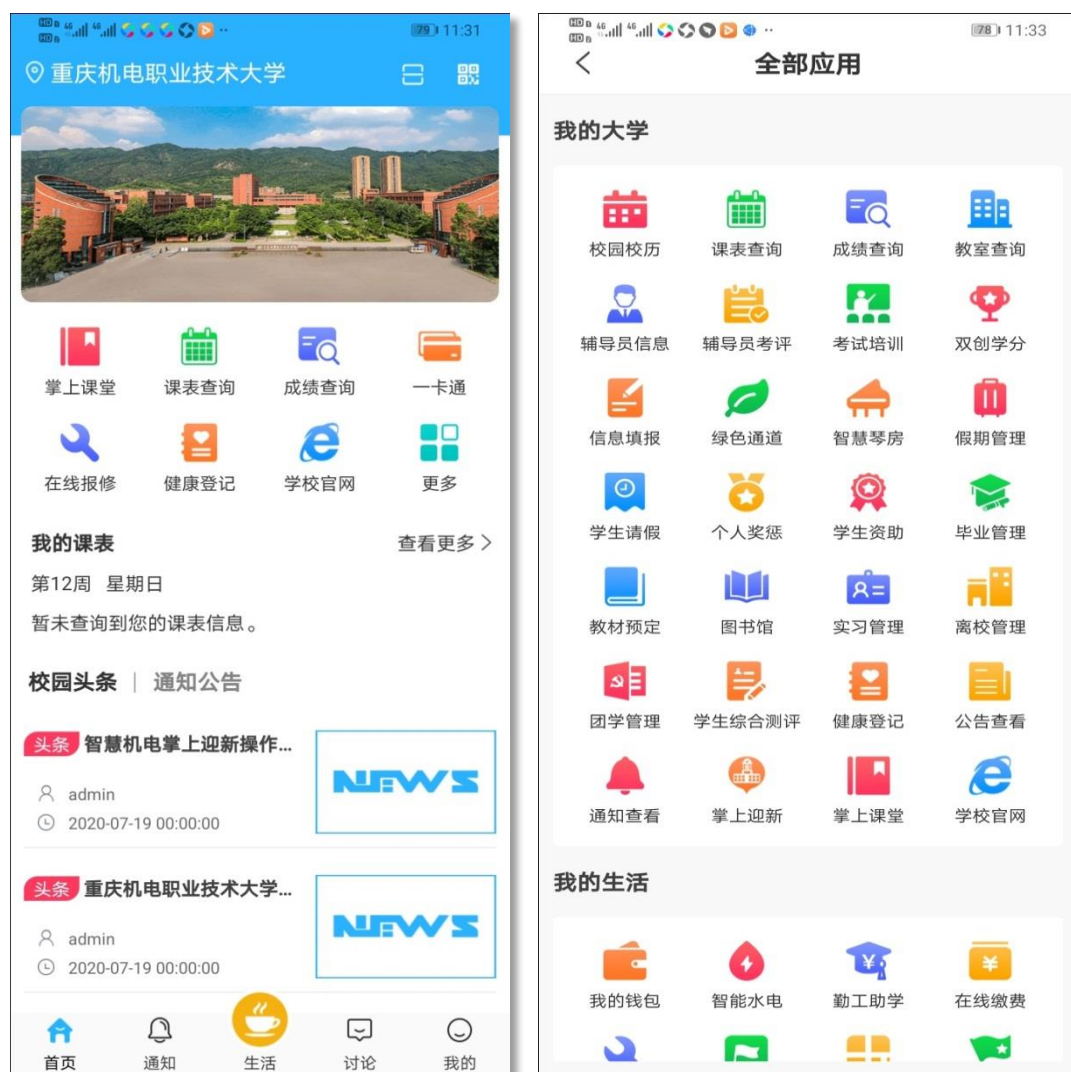 79 11:31
重庆机电职业技术大学
掌上课堂 课表查询 成绩查询 一卡通
在线报修 健康登记 学校官网 更多
我的课表 查看更多
第12周 星期日
暂未查询到您的课表信息。
校园头条 | 通知公告
头条 智慧机电掌上迎新操作...
NEWS
admin
2020-07-19 00:00:00
头条 重庆机电职业技术大学...
NEWS
admin
2020-07-19 00:00:00
首页 通知 生活 讨论 我的
78 11:33
全部应用
我的大学
校园校历 课表查询 成绩查询 教室查询
辅导员信息 辅导员考评 考试培训 双创学分
信息填报 绿色通道 智慧琴房 假期管理
学生请假 个人奖惩 学生资助 毕业管理
教材预定 图书馆 实习管理 离校管理
团学管理 学生综合测评 健康登记 公告查看
通知查看 掌上迎新 掌上课堂 学校官网
我的生活
我的钱包 智能水电 勤工助学 在线缴费